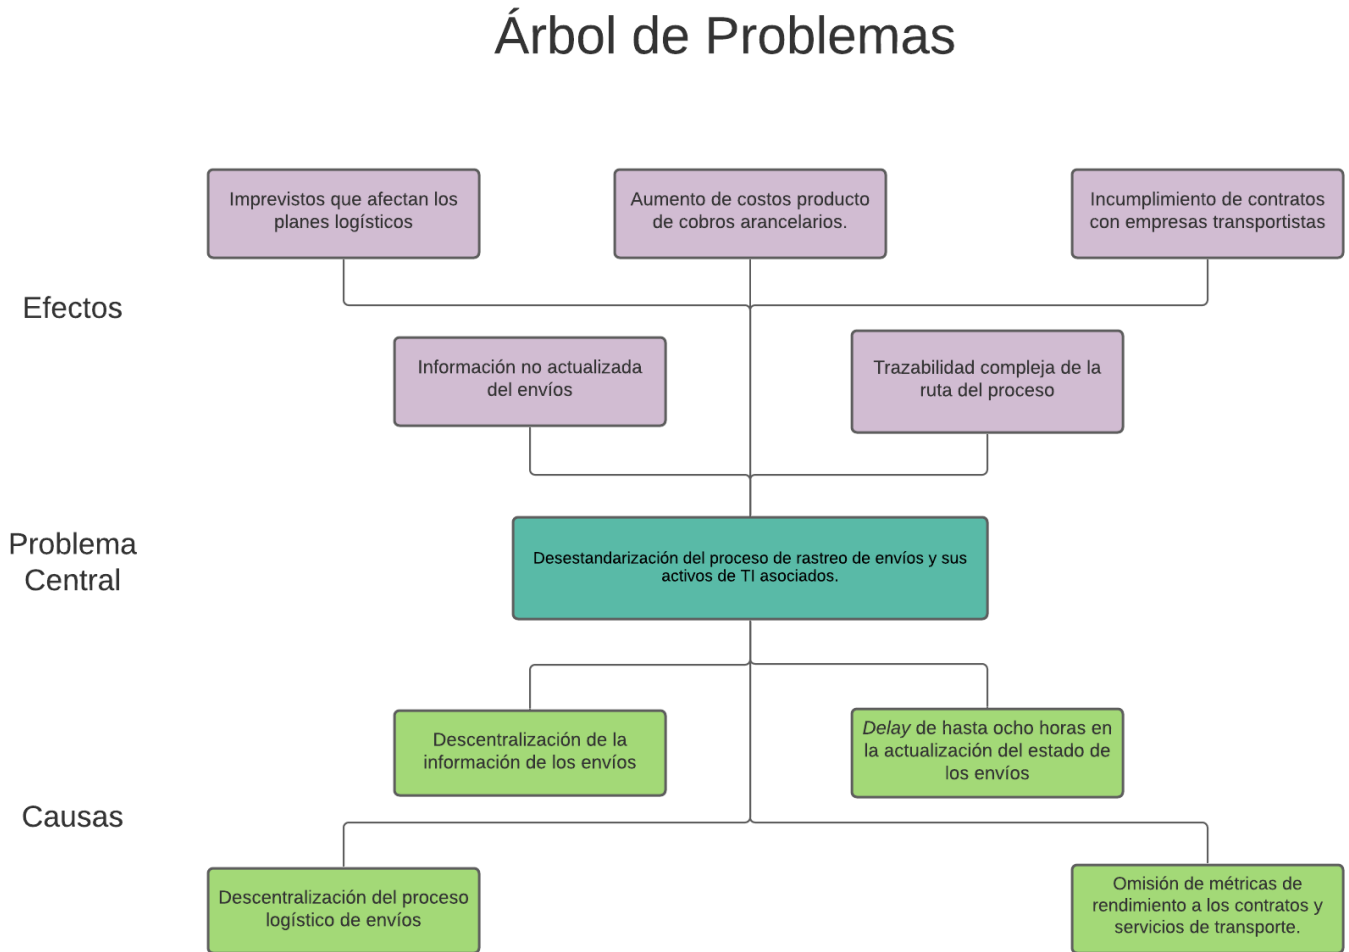 Árbol de Problemas
Imprevistos que afectan los
planes logísticos
Aumento de costos producto
de cobros arancelarios.
Incumplimiento de contratos
con empresas transportistas
Efectos
Información no actualizada
del envíos
Trazabilidad compleja de la
ruta del proceso
Problema
Central
Desestandarización del proceso de rastreo de envíos y sus
activos de TI asociados.
Descentralización de la
información de los envíos
Delay de hasta ocho horas en
la actualización del estado de
los envíos
Causas
Descentralización del proceso
logístico de envíos
Omisión de métricas de
rendimiento a los contratos y
servicios de transporte.